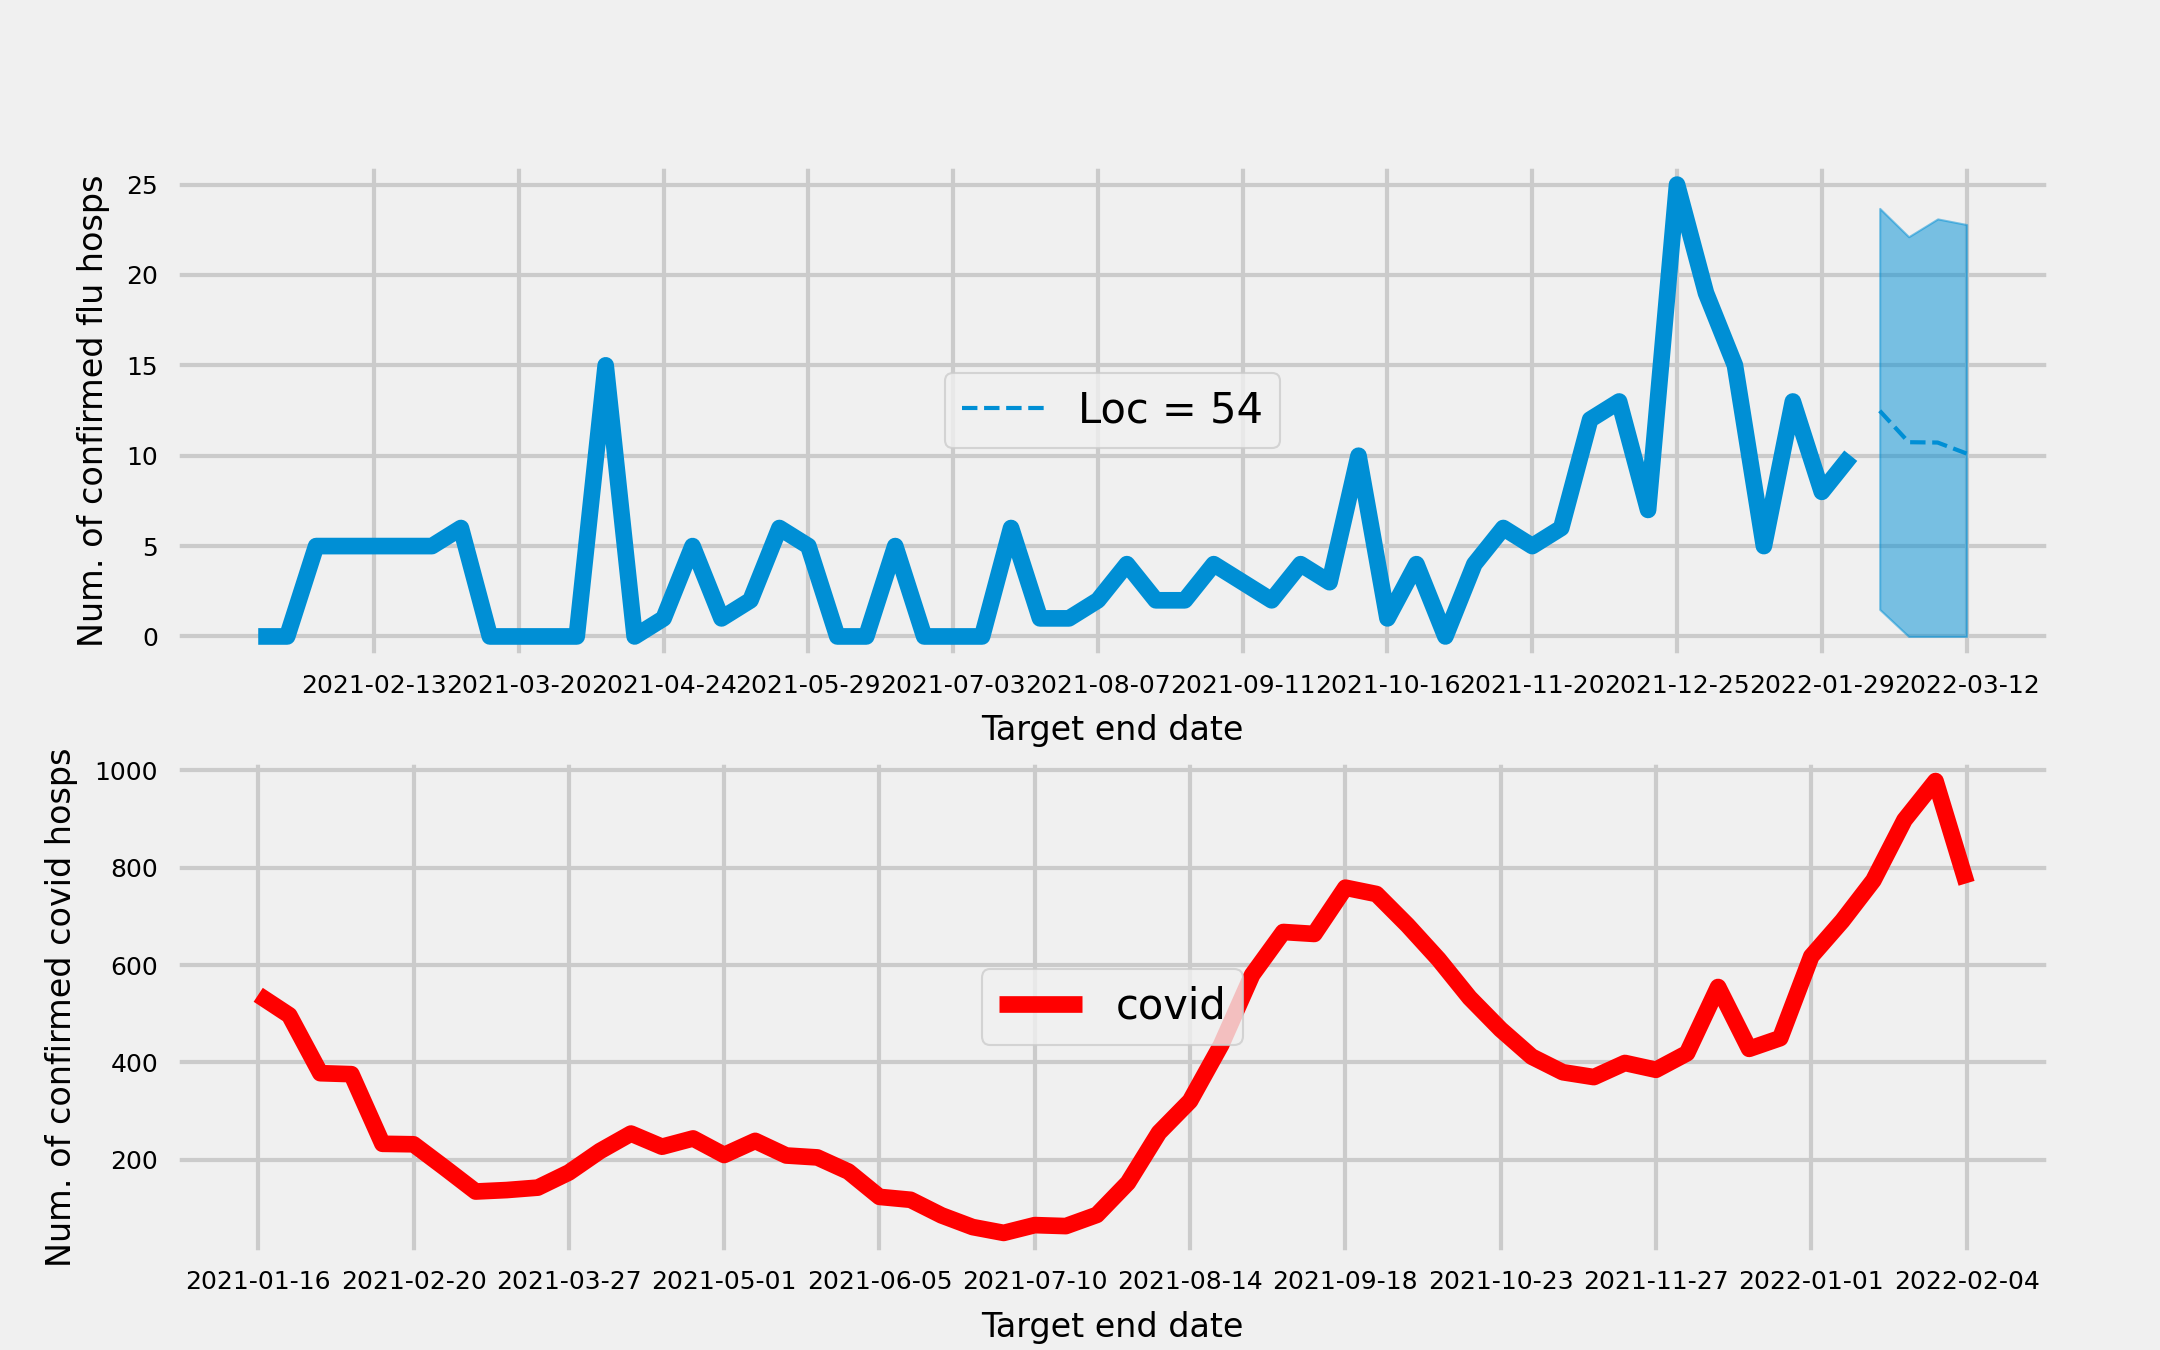 Num. of confirmed flu hosps
25
20
15
10
5
0
Loc = 54
2021-02-13 2021-03-20 2021-04-24 2021-05-29 2021-07-03 2021-08-07 2021-09-11 2021-10-16 2021-11-20 2021-12-25 2022-01-29 2022-03-12
Target end date
Num. of confirmed covid hosps
1000
800
600
400
200
covid
2021-01-16 2021-02-20 2021-03-27 2021-05-01 2021-06-05 2021-07-10 2021-08-14 2021-09-18 2021-10-23 2021-11-27 2022-01-01 2022-02-04
Target end date